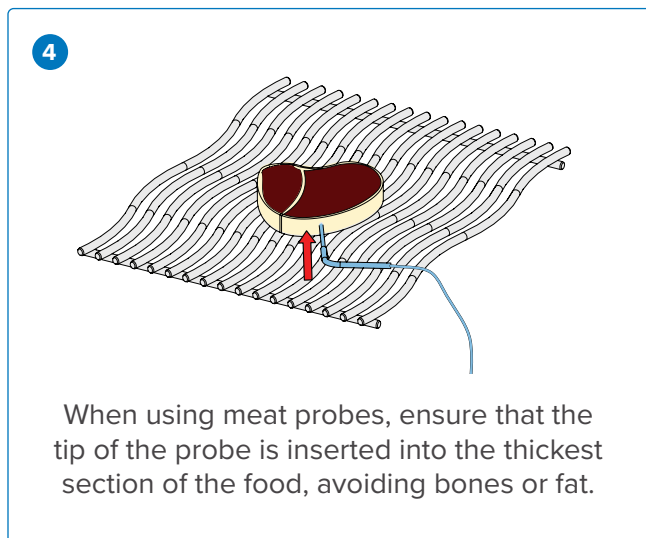 4
When using meat probes, ensure that the
tip of the probe is inserted into the thickest
section of the food, avoiding bones or fat.